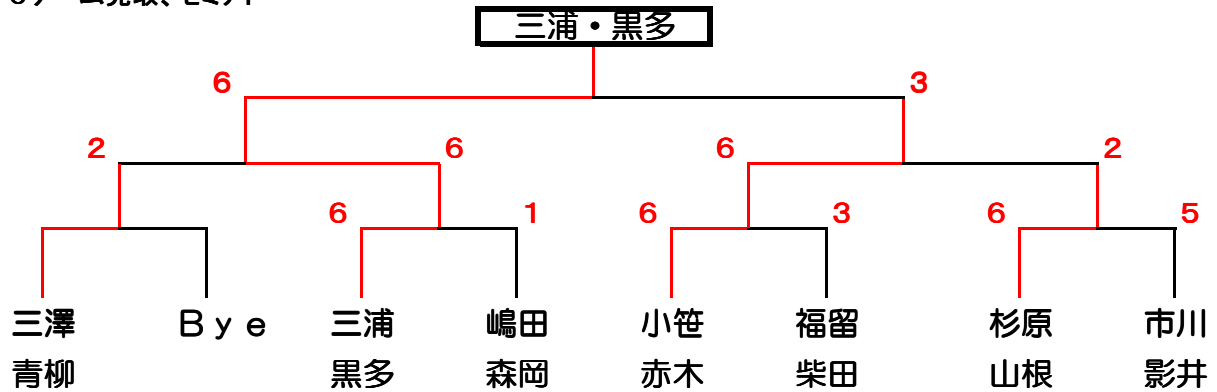 三浦・黒多
６ ３
２ ６ ６ ２
６ １ ６ ３ ６ ５
三澤 Ｂｙｅ 三浦 嶋田 小笹 福留 杉原 市川
青柳 黒多 森岡 赤木 柴田 山根 影井